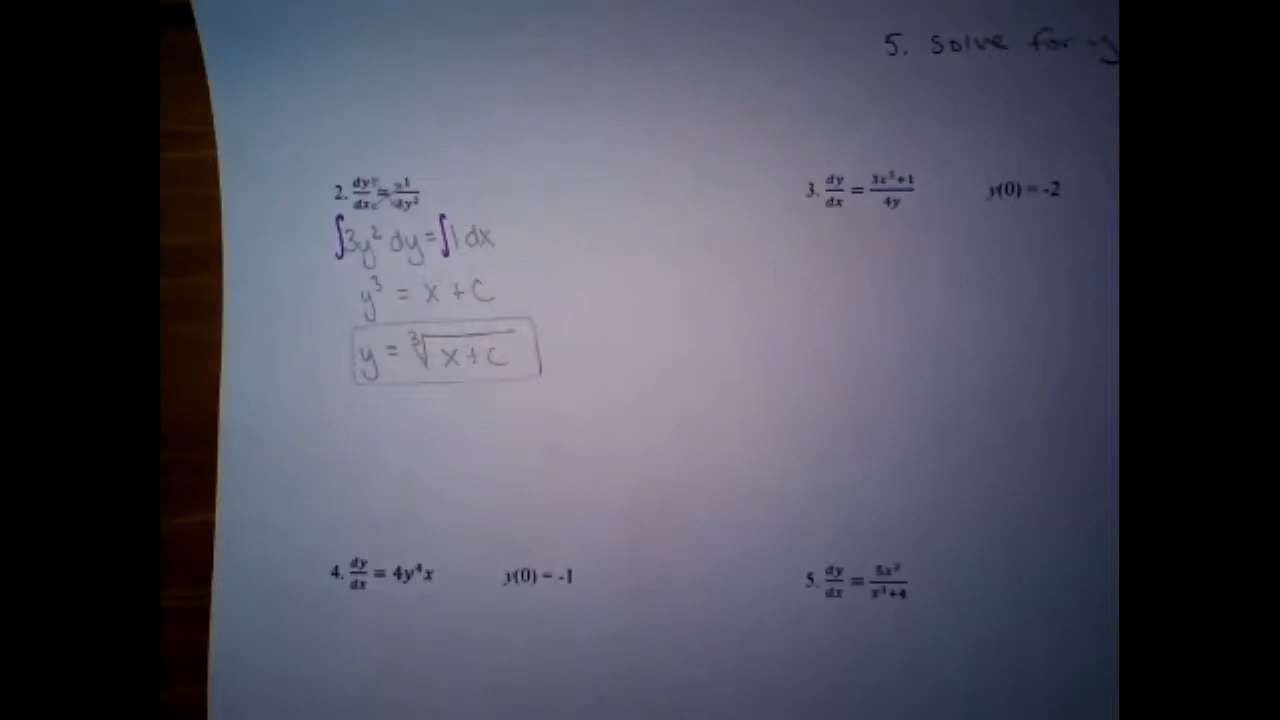 5. solve for y
2. dy/dx = 1/3y²
∫3y² dy = ∫1 dx
y³ = x + C
y = ∛(x + C)
3. dy/dx = 3x²+1/4y y(0) = -2
4. dy/dx = 4y⁴x y(0) = -1
5. dy/dx = 5x²/x³+4